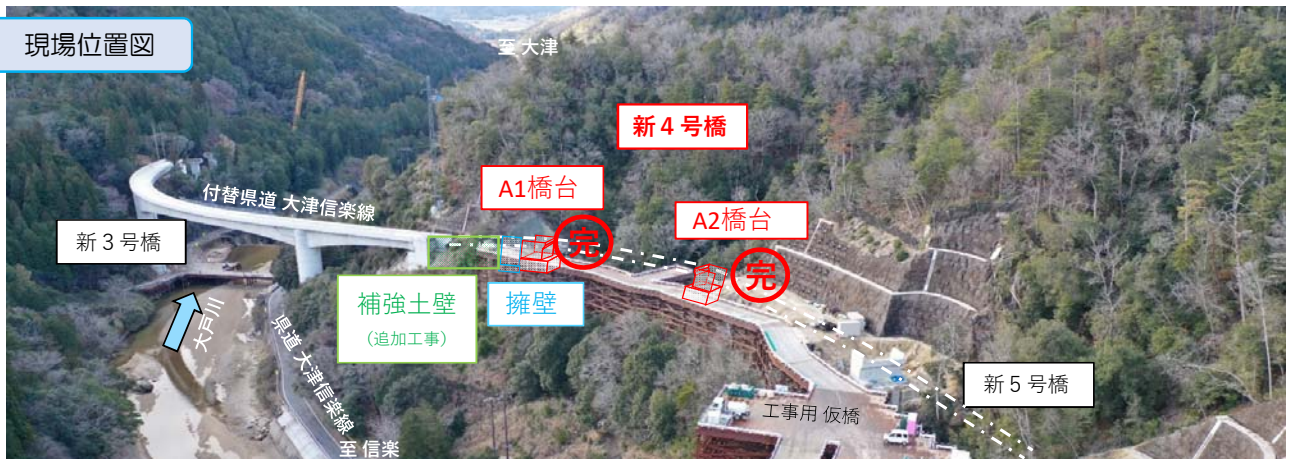 現場位置図
至 大津
新４号橋
A1橋台
付替県道 大津信楽線
完
A2橋台
新３号橋
完
補強土壁
(追加工事)
擁壁
大戸川
県道 大津信楽線
新５号橋
工事用 仮橋
至 信楽